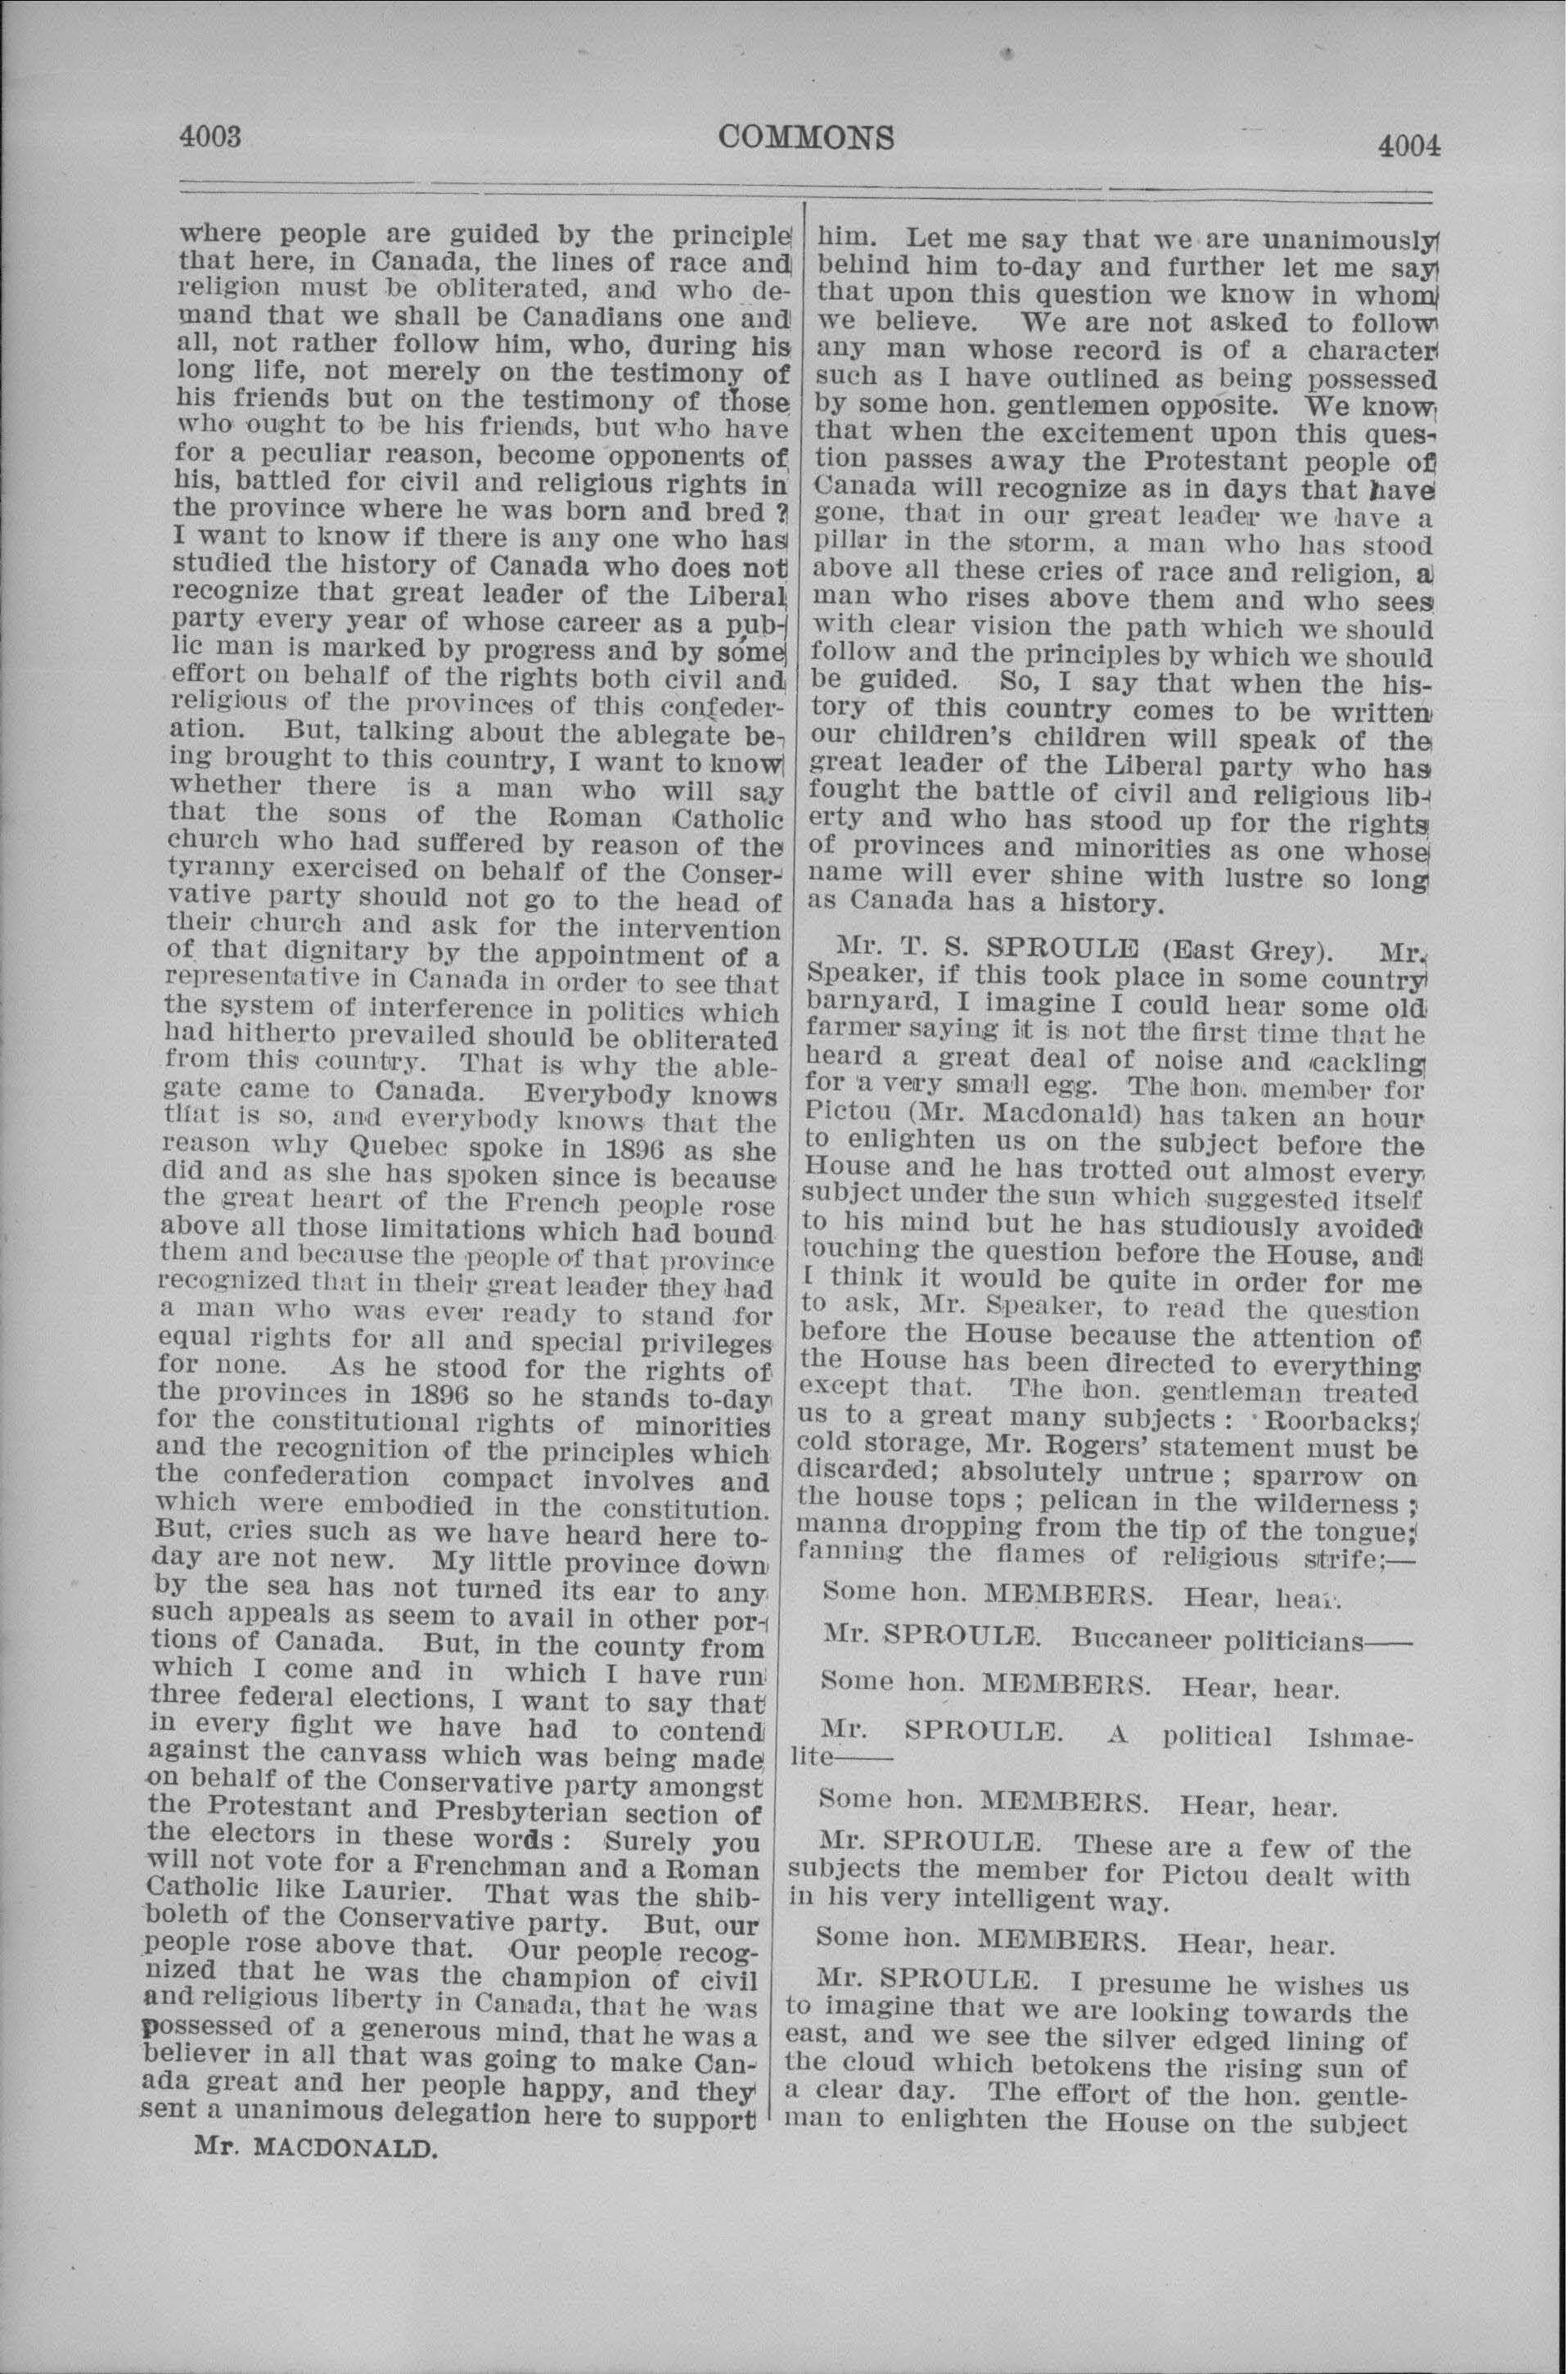 4003
COMMONS
4004
where people are guided by the principle
that here, in Canada, the lines of race and
religion must be obliterated, and who de-
mand that we shall be Canadians one and
all, not rather follow him, who, during his
long life, not merely on the testimony of
his friends but on the testimony of those
who ought to be his friends, but who have
for a peculiar reason, become opponents of
his, battled for civil and religious rights in
the province where he was born and bred ?
I want to know if there is any one who has
studied the history of Canada who does not
recognize that great leader of the Liberal
party every year of whose career as a pub-
lic man is marked by progress and by some
effort on behalf of the rights both civil and
religious of the provinces of this confeder-
ation. But, talking about the ablegate be-
ing brought to this country, I want to know
whether there is a man who will say
that the sons of the Roman Catholic
church who had suffered by reason of the
tyranny exercised on behalf of the Conser-
vative party should not go to the head of
their church and ask for the intervention
of that dignitary by the appointment of a
representative in Canada in order to see that
the system of interference in politics which
had hitherto prevailed should be obliterated
from this country. That is why the able-
gate came to Canada. Everybody knows
that is so, and everybody knows that the
reason why Quebec spoke in 1896 as she
did and as she has spoken since is because
the great heart of the French people rose
above all those limitations which had bound
them and because the people of that province
recognized that in their great leader they had
a man who was ever ready to stand for
equal rights for all and special privileges
for none. As he stood for the rights of
the provinces in 1896 so he stands to-day
for the constitutional rights of minorities
and the recognition of the principles which
the confederation compact involves and
which were embodied in the constitution.
But, cries such as we have heard here to-
day are not new. My little province down
by the sea has not turned its ear to any
such appeals as seem to avail in other por-
tions of Canada. But, in the county from
which I come and in which I have run
three federal elections, I want to say that
in every fight we have had to contend
against the canvass which was being made
on behalf of the Conservative party amongst
the Protestant and Presbyterian section of
the electors in these words : Surely you
will not vote for a Frenchman and a Roman
Catholic like Laurier. That was the shib-
boleth of the Conservative party. But, our
people rose above that. Our people recog-
nized that he was the champion of civil
and religious liberty in Canada, that he was
possessed of a generous mind, that he was a
believer in all that was going to make Can-
ada great and her people happy, and they
sent a unanimous delegation here to support
Mr. MACDONALD.
him. Let me say that we are unanimously
behind him to-day and further let me say
that upon this question we know in whom
we believe. We are not asked to follow
any man whose record is of a character
such as I have outlined as being possessed
by some hon. gentlemen opposite. We know
that when the excitement upon this ques-
tion passes away the Protestant people of
Canada will recognize as in days that have
gone, that in our great leader we have a
pillar in the storm, a man who has stood
above all these cries of race and religion, a
man who rises above them and who sees
with clear vision the path which we should
follow and the principles by which we should
be guided. So, I say that when the his-
tory of this country comes to be written
our children's children will speak of the
great leader of the Liberal party who has
fought the battle of civil and religious lib-
erty and who has stood up for the rights
of provinces and minorities as one whose
name will ever shine with lustre so long
as Canada has a history.
Mr. T. S. SPROULE (East Grey). Mr.
Speaker, if this took place in some country
barnyard, I imagine I could hear some old
farmer saying it is not the first time that he
heard a great deal of noise and cackling
for a very small egg. The hon. member for
Pictou (Mr. Macdonald) has taken an hour
to enlighten us on the subject before the
House and he has trotted out almost every
subject under the sun which suggested itself
to his mind but he has studiously avoided
touching the question before the House, and
I think it would be quite in order for me
to ask, Mr. Speaker, to read the question
before the House because the attention of
the House has been directed to everything
except that. The hon. gentleman treated
us to a great many subjects : Roorbacks;
cold storage, Mr. Rogers' statement must be
discarded; absolutely untrue ; sparrow on
the house tops ; pelican in the wilderness ;
manna dropping from the tip of the tongue;
fanning the flames of religious strife;—
Some hon. MEMBERS. Hear, hear.
Mr. SPROULE. Buccaneer politicians——
Some hon. MEMBERS. Hear, hear.
Mr. SPROULE. A political Ishmae-
lite——
Some hon. MEMBERS. Hear, hear.
Mr. SPROULE. These are a few of the
subjects the member for Pictou dealt with
in his very intelligent way.
Some hon. MEMBERS. Hear, hear.
Mr. SPROULE. I presume he wishes us
to imagine that we are looking towards the
east, and we see the silver edged lining of
the cloud which betokens the rising sun of
a clear day. The effort of the hon. gentle-
man to enlighten the House on the subject